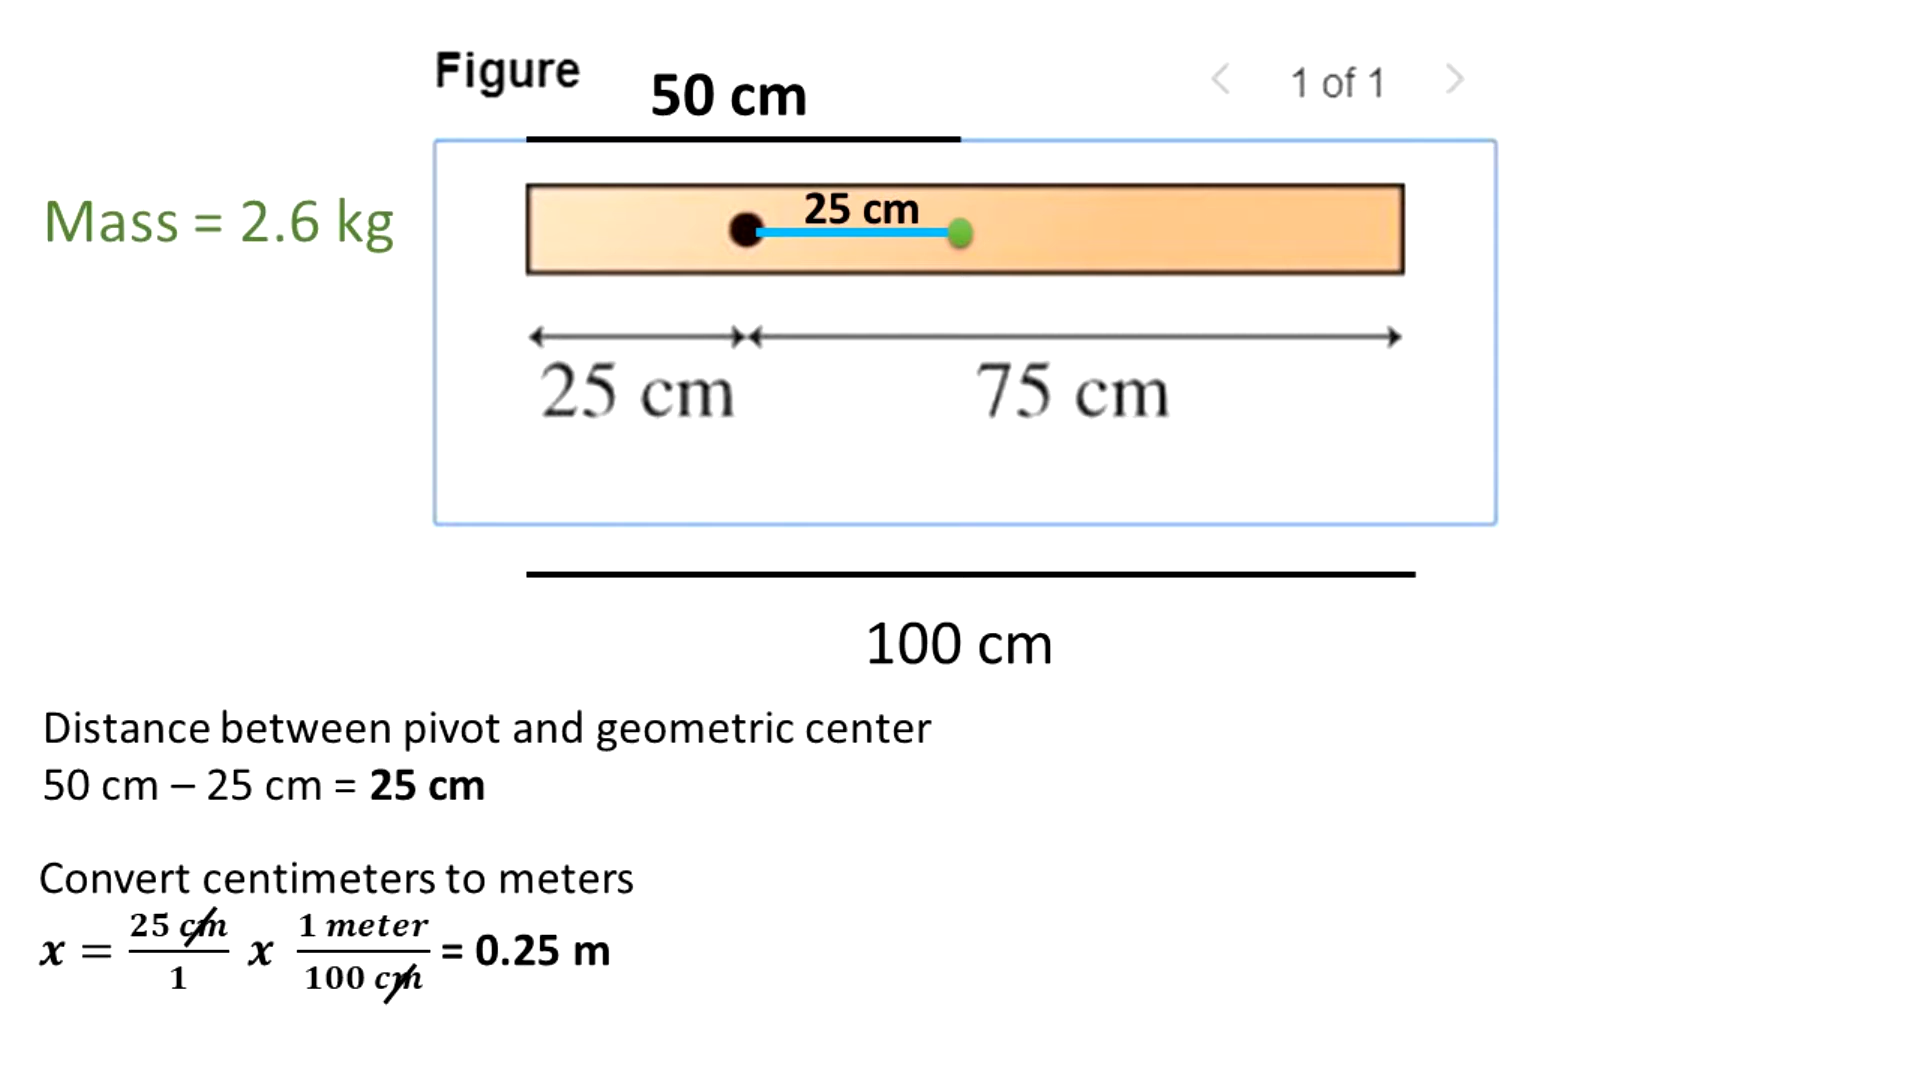 Figure
50 cm
< 1 of 1 >
Mass = 2.6 kg
25 cm
25 cm
75 cm
100 cm
Distance between pivot and geometric center
50 cm – 25 cm = 25 cm
Convert centimeters to meters
x = 25 cm / 1 x 1 meter / 100 cm = 0.25 m